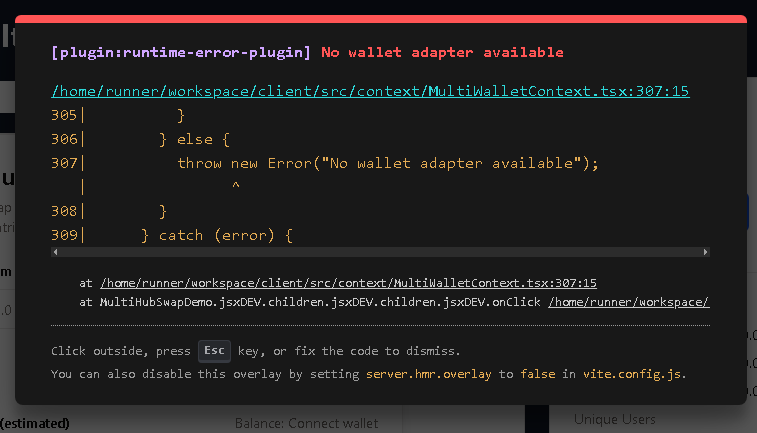 [plugin:runtime-error-plugin] No wallet adapter available
/home/runner/workspace/client/src/context/MultiWalletContext.tsx:307:15
305|          }
306|        } else {
307|          throw new Error("No wallet adapter available");
   |                ^
308|        }
309|      } catch (error) {
at /home/runner/workspace/client/src/context/MultiWalletContext.tsx:307:15
at MultiHubSwapDemo.jsxDEV.children.jsxDEV.children.jsxDEV.onClick /home/runner/workspace/
Click outside, press Esc key, or fix the code to dismiss.
You can also disable this overlay by setting server.hmr.overlay to false in vite.config.js.
(estimated)
Balance: Connect wallet
Unique Users